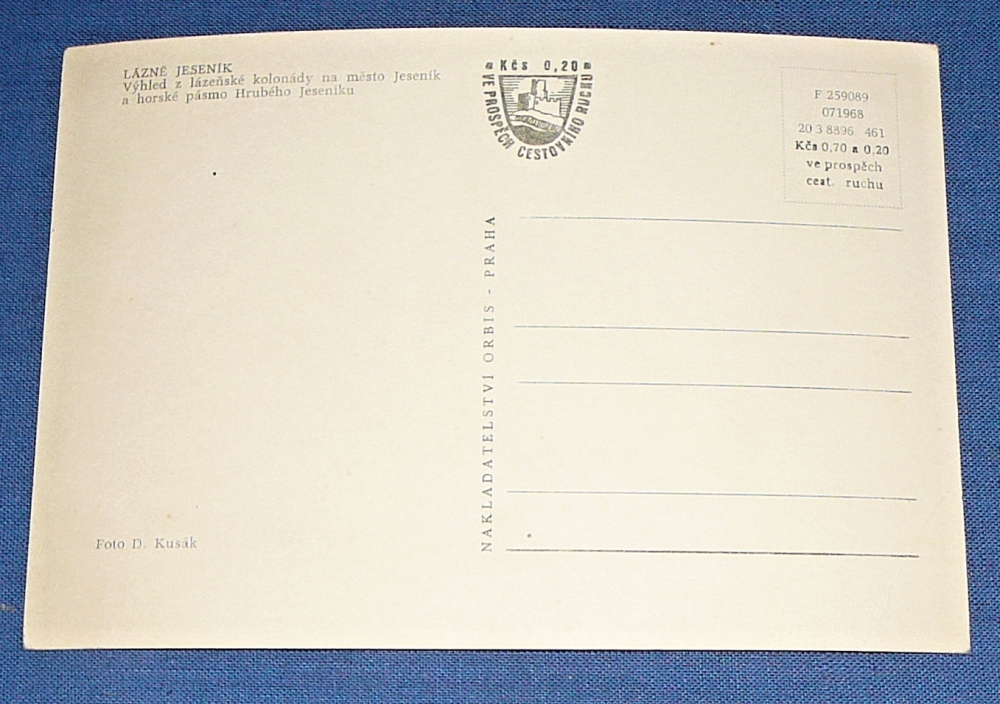 LÁZNĚ JESENÍK
Výhled z lázeňské kolonády na město Jeseník
a horské pásmo Hrubého Jeseníku
Kčs 0,20
VE PROSPĚCH CESTOVNÍHO RUCHU
F 259089
071968
20 3 8896 461
Kčs 0,70 a 0,20
ve prospěch
cest. ruchu
NAKLADATELSTVÍ ORBIS - PRAHA
Foto D. Kusák